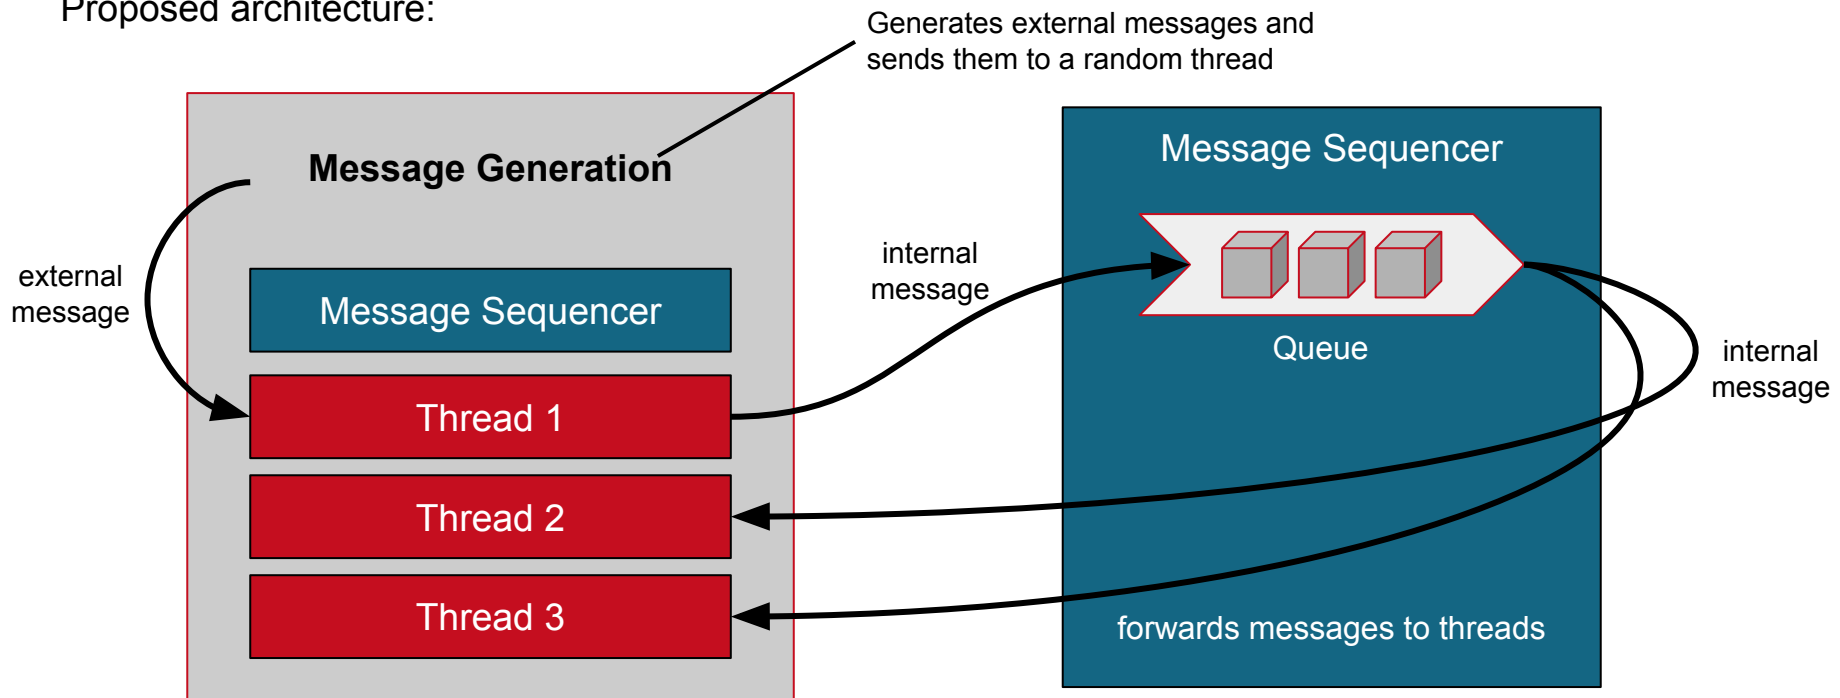 Proposed architecture:
Generates external messages and
sends them to a random thread
Message Generation
external
message
Message Sequencer
Thread 1
Thread 2
Thread 3
internal
message
Message Sequencer
Queue
forwards messages to threads
internal
message